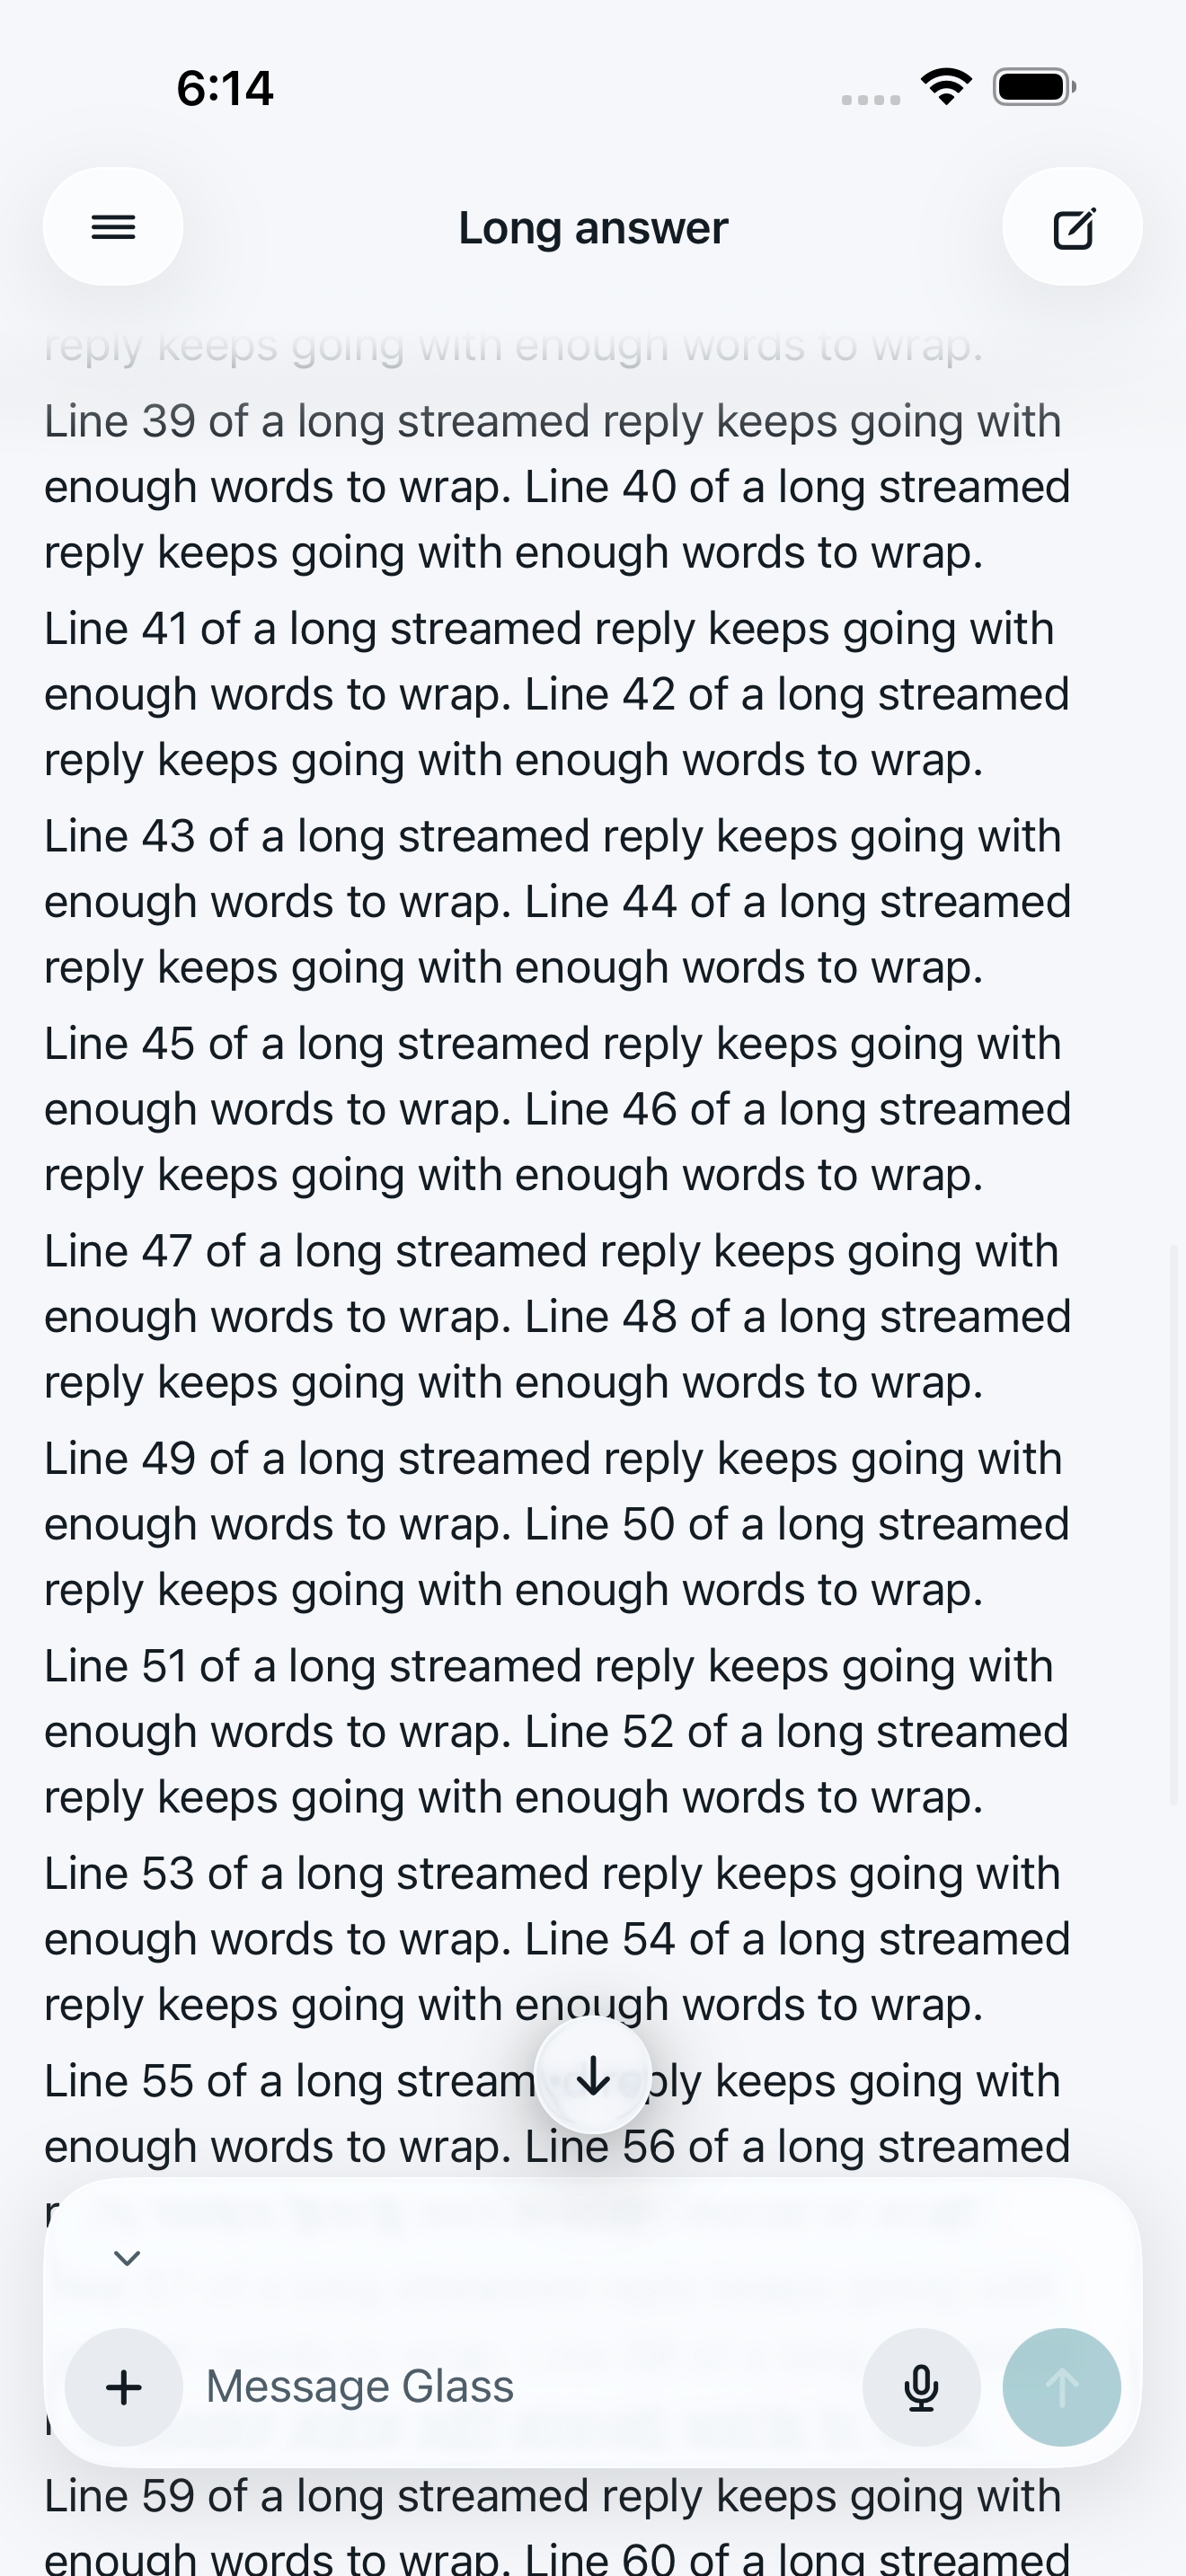 6:14
Long answer
reply keeps going with enough words to wrap.
Line 39 of a long streamed reply keeps going with
enough words to wrap. Line 40 of a long streamed
reply keeps going with enough words to wrap.
Line 41 of a long streamed reply keeps going with
enough words to wrap. Line 42 of a long streamed
reply keeps going with enough words to wrap.
Line 43 of a long streamed reply keeps going with
enough words to wrap. Line 44 of a long streamed
reply keeps going with enough words to wrap.
Line 45 of a long streamed reply keeps going with
enough words to wrap. Line 46 of a long streamed
reply keeps going with enough words to wrap.
Line 47 of a long streamed reply keeps going with
enough words to wrap. Line 48 of a long streamed
reply keeps going with enough words to wrap.
Line 49 of a long streamed reply keeps going with
enough words to wrap. Line 50 of a long streamed
reply keeps going with enough words to wrap.
Line 51 of a long streamed reply keeps going with
enough words to wrap. Line 52 of a long streamed
reply keeps going with enough words to wrap.
Line 53 of a long streamed reply keeps going with
enough words to wrap. Line 54 of a long streamed
reply keeps going with enough words to wrap.
Line 55 of a long streamed reply keeps going with
enough words to wrap. Line 56 of a long streamed
Message Glass
Line 59 of a long streamed reply keeps going with
enough words to wrap. Line 60 of a long streamed